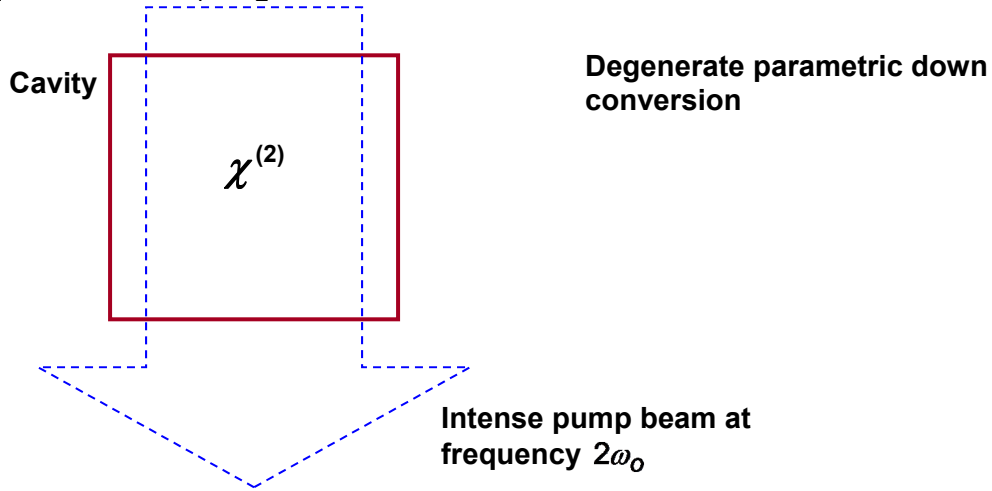 Cavity
Degenerate parametric down
conversion
χ⁽²⁾
Intense pump beam at
frequency 2ωₒ